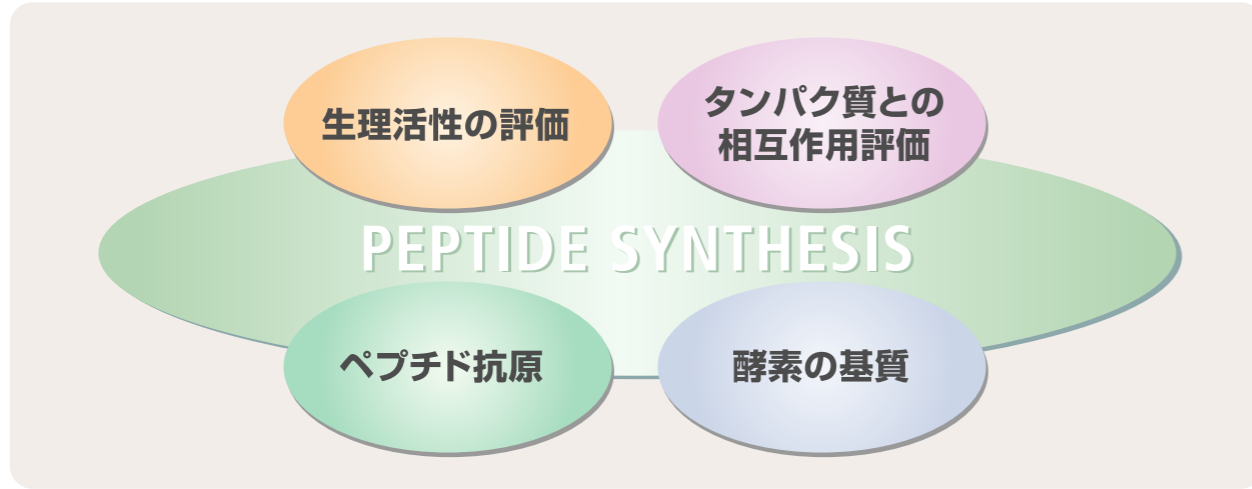 生理活性の評価
タンパク質との
相互作用評価
PEPTIDE SYNTHESIS
ペプチド抗原
酵素の基質